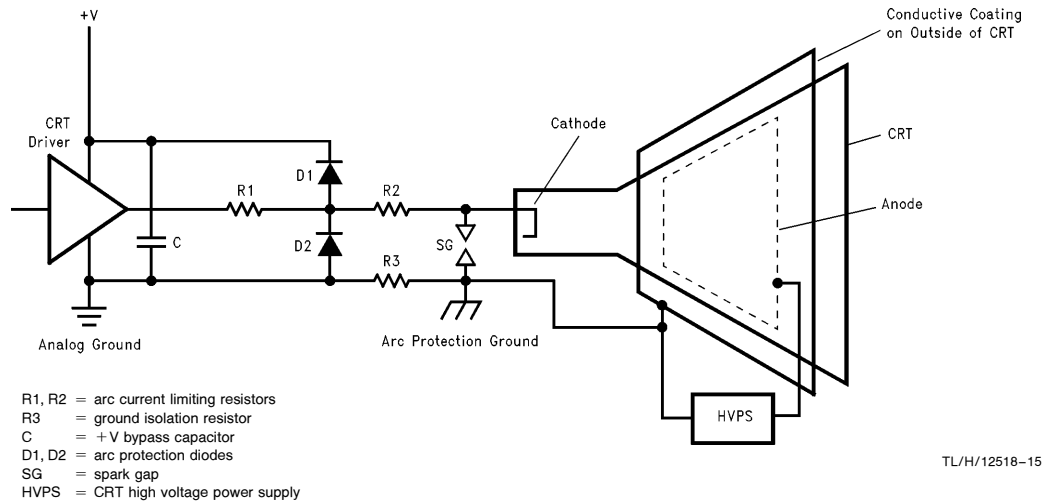 +V
Conductive Coating
on Outside of CRT
CRT
Driver
Cathode
CRT
D1
R1
R2
Anode
C
D2
SG
R3
Analog Ground
Arc Protection Ground
HVPS
R1, R2 = arc current limiting resistors
R3 = ground isolation resistor
C = +V bypass capacitor
D1, D2 = arc protection diodes
SG = spark gap
HVPS = CRT high voltage power supply
TL/H/12518–15